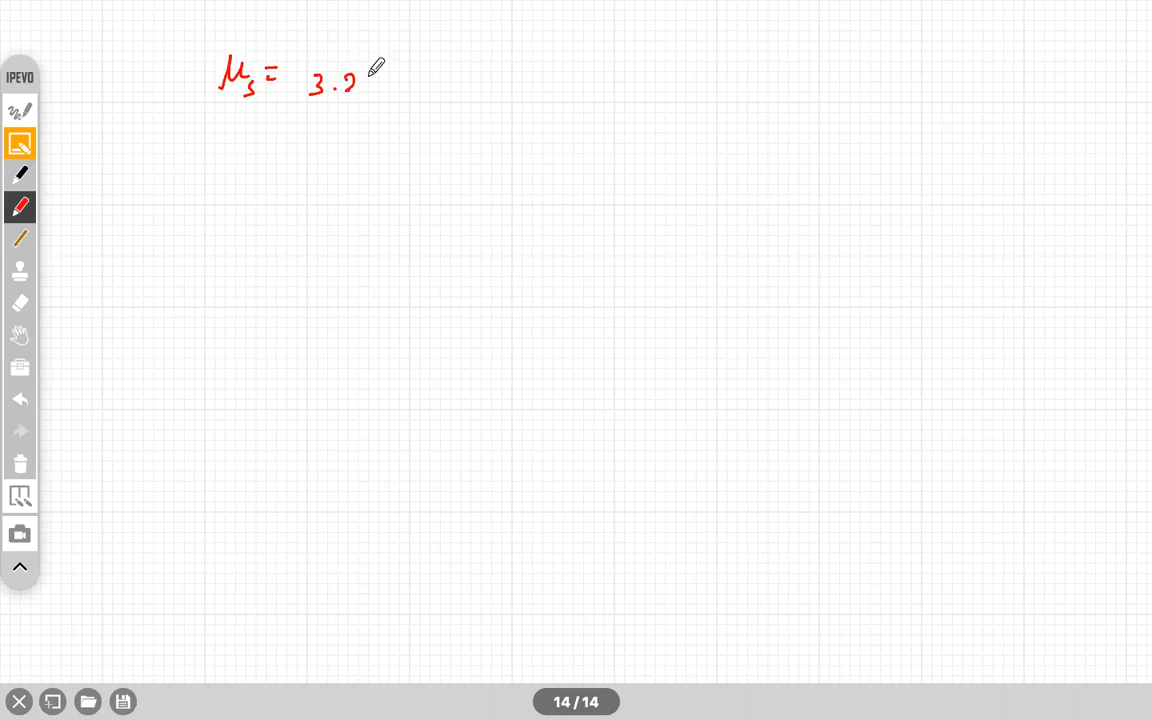 μs = 3.2
IPEVO
14 / 14